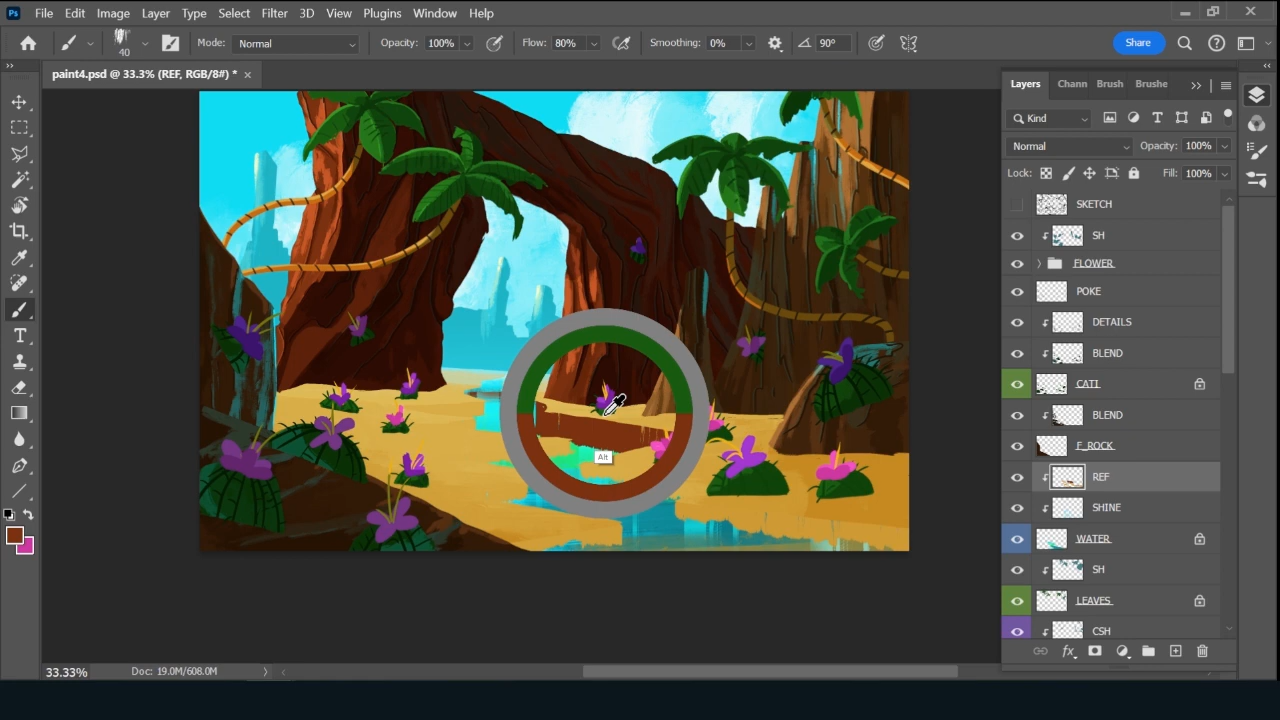 Ps File Edit Image Layer Type Select Filter 3D View Plugins Window Help
40 Mode: Normal Opacity: 100% Flow: 80% Smoothing: 0% 90° Share
paint4.psd @ 33.3% (REF, RGB/8#) * ×
Layers Chann Brush Brushe
Kind
Normal Opacity: 100%
Lock: Fill: 100%
SKETCH
SH
FLOWER
POKE
DETAILS
BLEND
CATI
BLEND
F_ROCK
REF
SHINE
WATER
SH
LEAVES
CSH
Alt
fx
33.33% Doc: 19.0M/608.0M